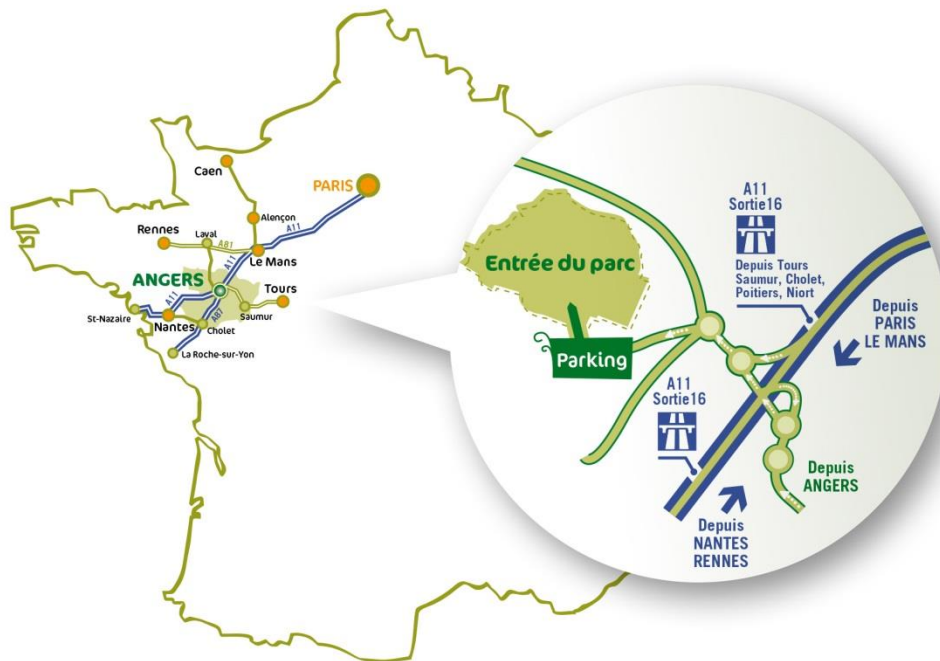 Caen
PARIS
Alençon
A11
Rennes
Laval
A81
Le Mans
A11
ANGERS
Tours
A11
St-Nazaire
Nantes
A87
Cholet
Saumur
La Roche-sur-Yon
Entrée du parc
Parking
A11
Sortie16
Depuis Tours
Saumur, Cholet,
Poitiers, Niort
Depuis
PARIS
LE MANS
A11
Sortie16
Depuis
ANGERS
Depuis
NANTES
RENNES